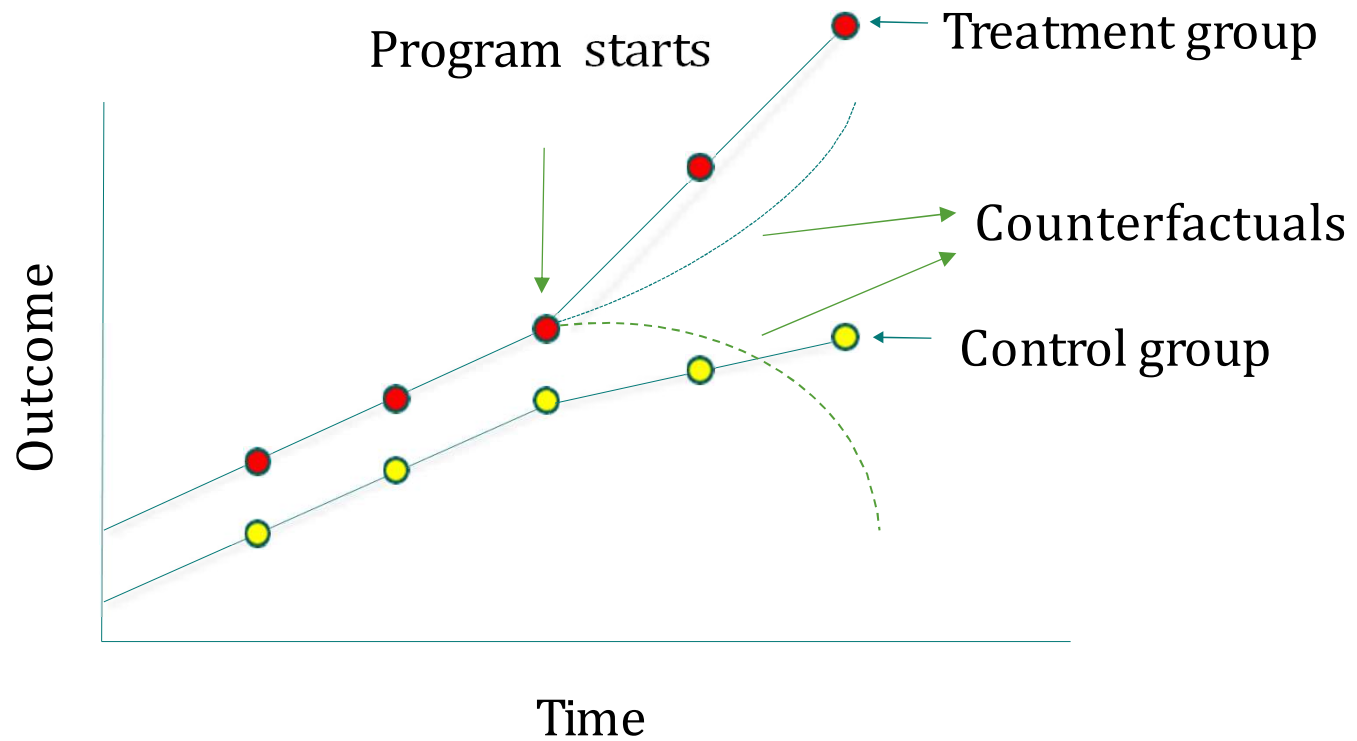 Treatment group
Program starts
Counterfactuals
Control group
Outcome
Time